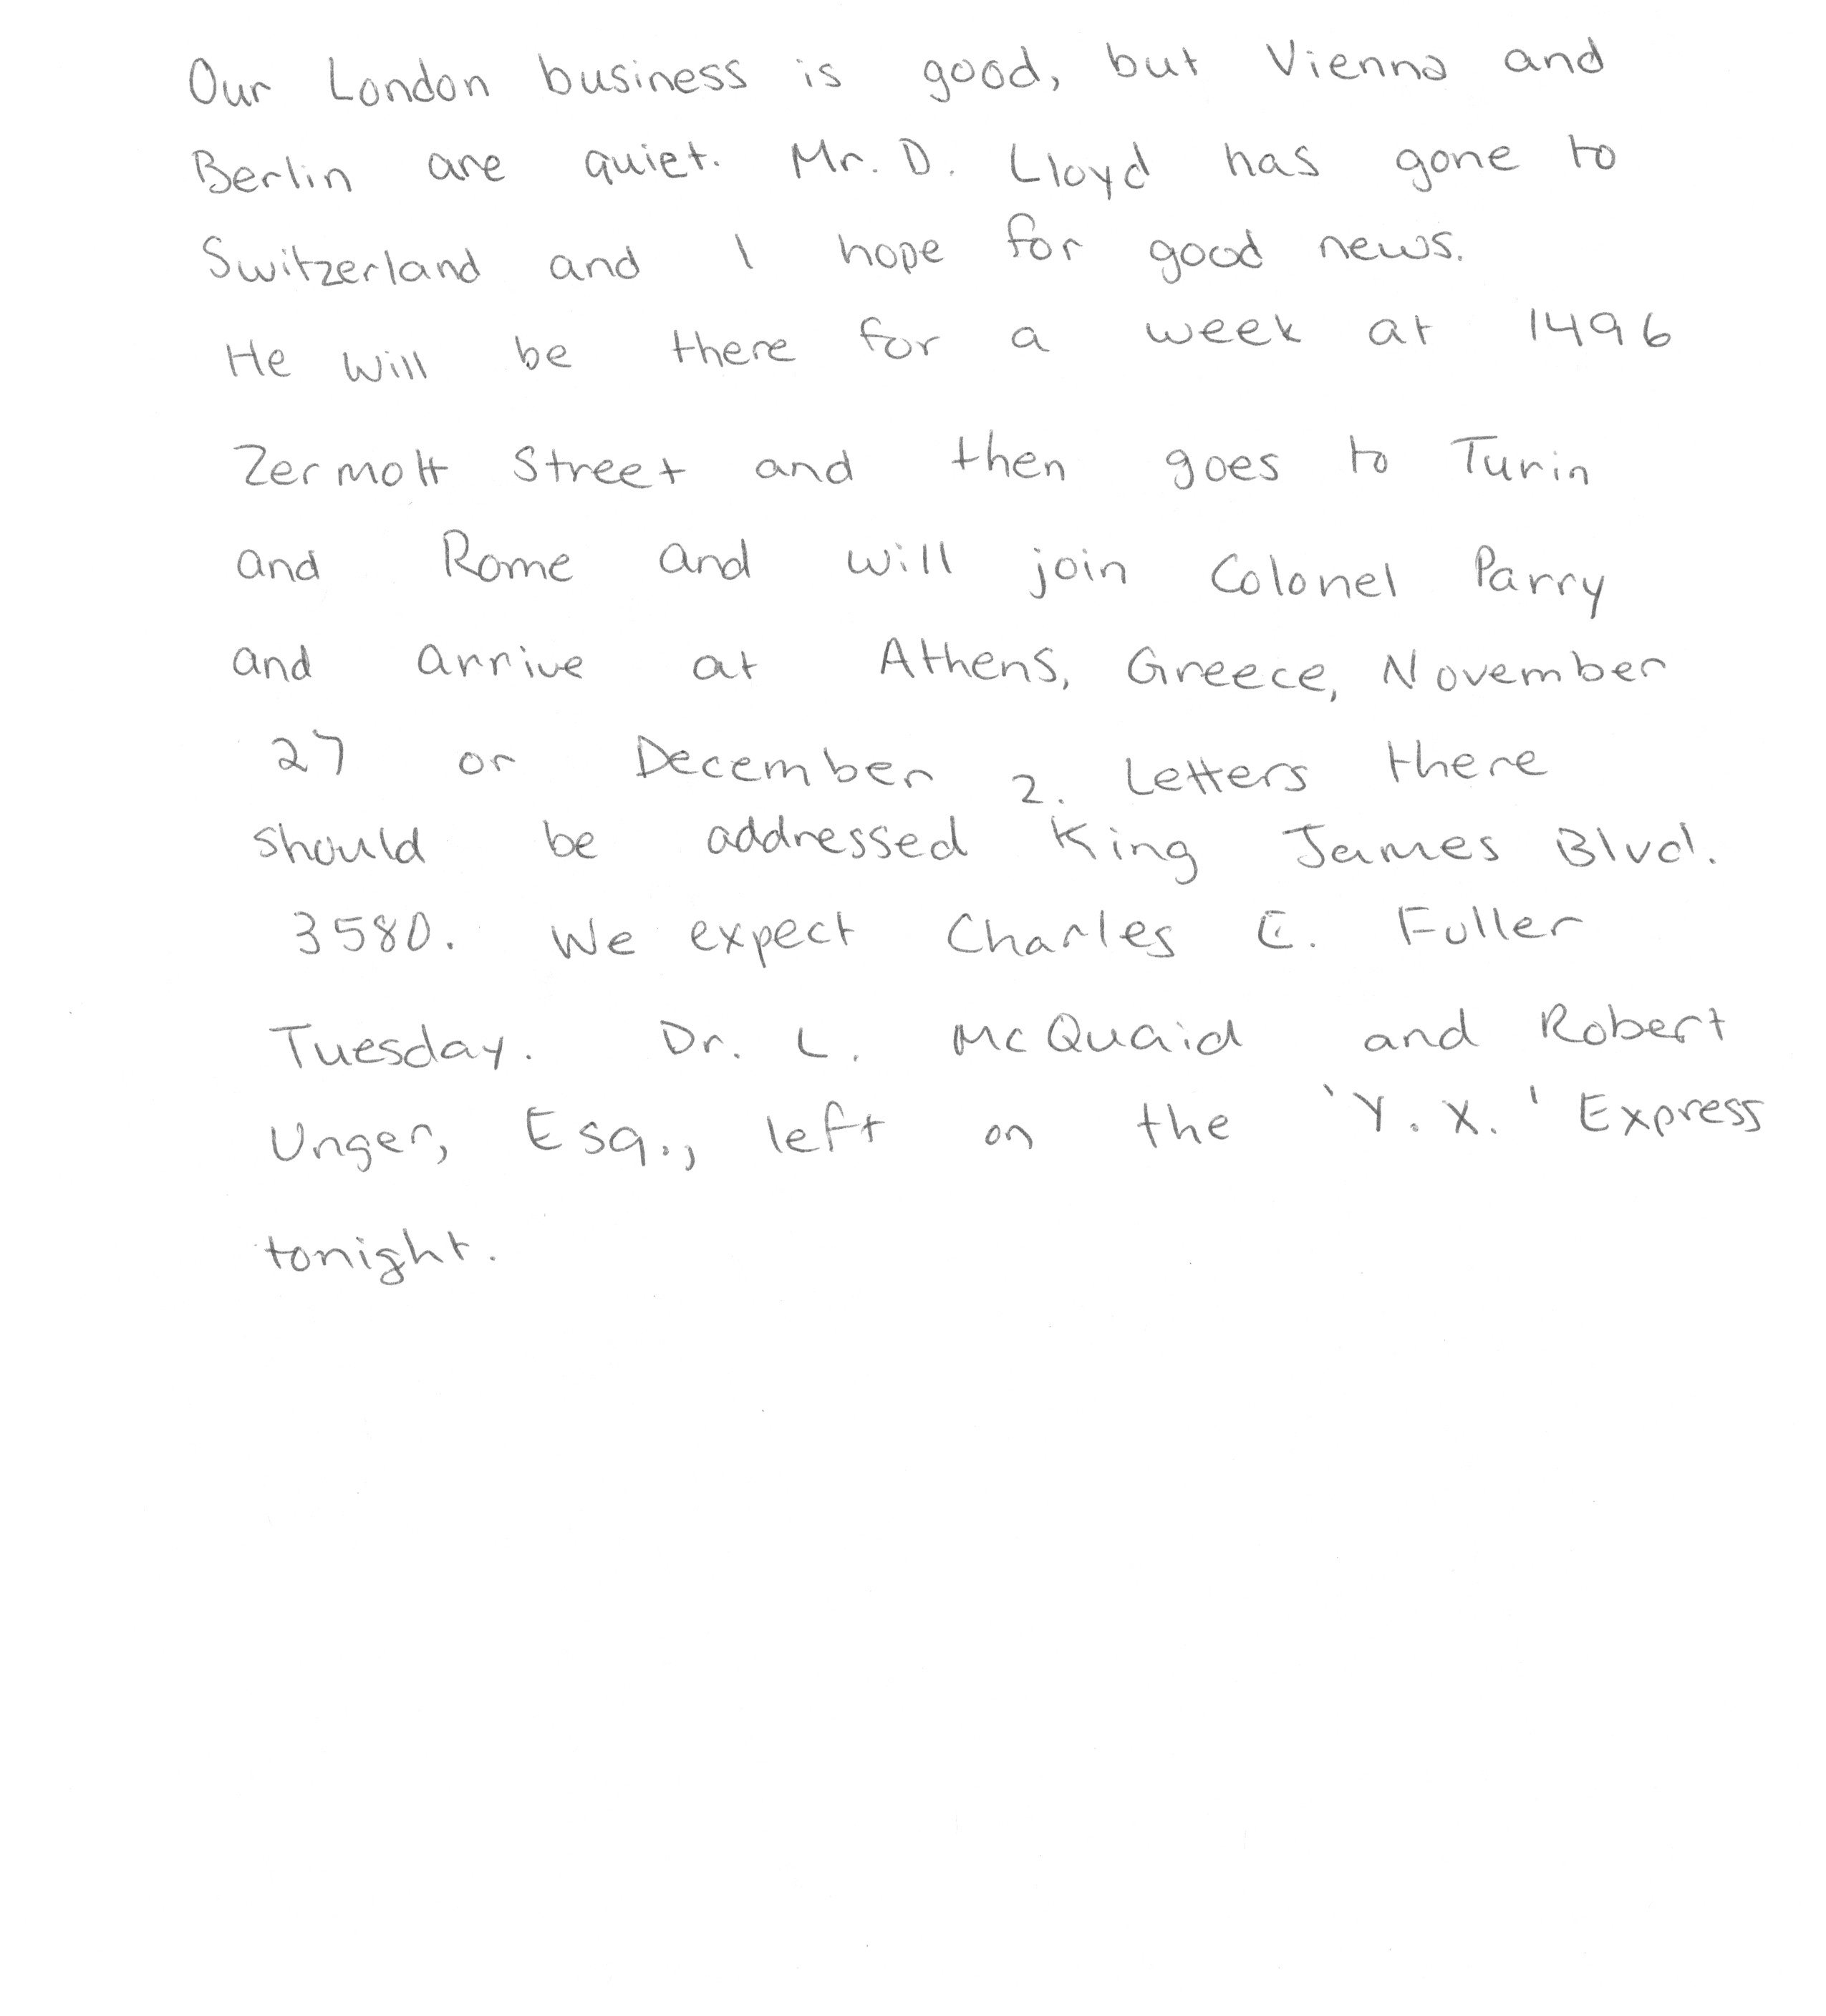 Our London business is good, but Vienna and
Berlin are quiet. Mr. D. Lloyd has gone to
Switzerland and I hope for good news.
He will be there for a week at 1496
Zermott Street and then goes to Turin
and Rome and will join Colonel Parry
and arrive at Athens, Greece, November
27 or December 2. Letters there
should be addressed King James Blvd.
3580. We expect Charles E. Fuller
Tuesday. Dr. L. McQuaid and Robert
Unger, Esq., left on the 'Y.X.' Express
tonight.